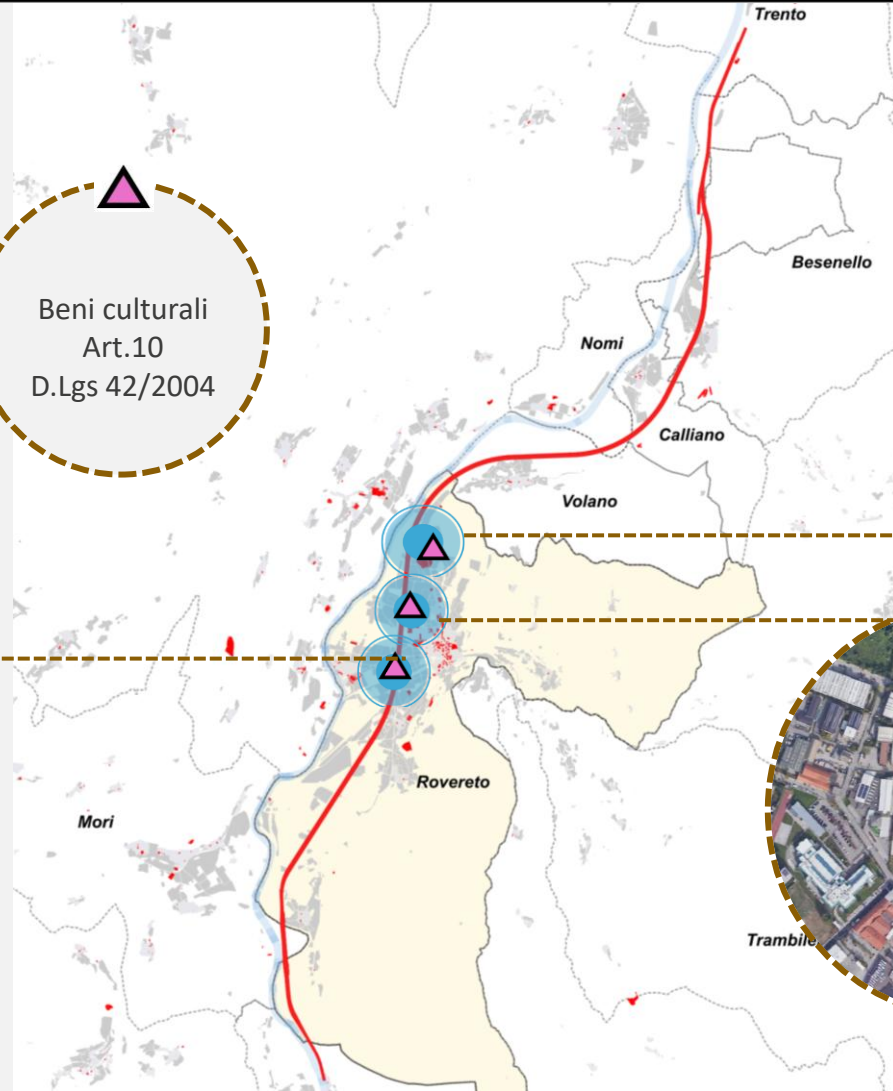 Trento
Besenello
Beni culturali
Art.10
D.Lgs 42/2004
Nomi
Calliano
Volano
Rovereto
Mori